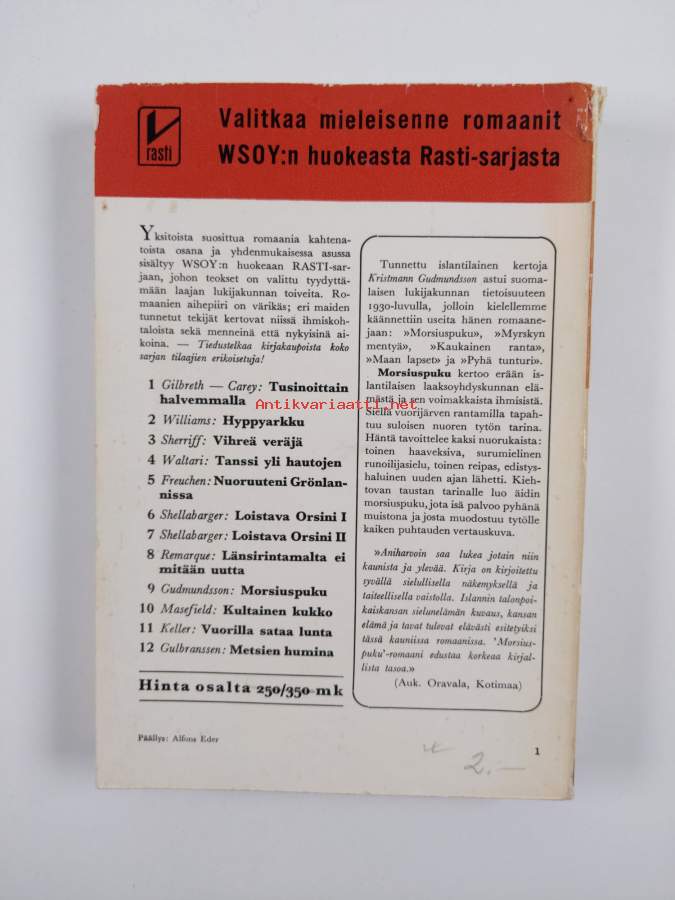 rasti
Valitkaa mieleisenne romaanit
WSOY:n huokeasta Rasti-sarjasta
Yksitoista suosittua romaania kahtena-
toista osana ja yhdenmukaisessa asussa
sisältyy WSOY:n huokeaan RASTI-sar-
jaan, johon teokset on valittu tyydyttä-
mään laajan lukijakunnan toiveita. Ro-
maanien aihepiiri on värikäs; eri maiden
tunnetut tekijät kertovat niissä ihmiskoh-
taloista sekä menneinä että nykyisinä ai-
koina. — Tiedustelkaa kirjakaupoista koko
sarjan tilaajien erikoisetuja!
1 Gilbreth — Carey: Tusinoittain
halvemmalla
2 Williams: Hyppyarkku
3 Sherriff: Vihreä veräjä
4 Waltari: Tanssi yli hautojen
5 Freuchen: Nuoruuteni Grönlan-
nissa
6 Shellabarger: Loistava Orsini I
7 Shellabarger: Loistava Orsini II
8 Remarque: Länsirintamalta ei
mitään uutta
9 Gudmundsson: Morsiuspuku
10 Masefield: Kultainen kukko
11 Keller: Vuorilla sataa lunta
12 Gulbranssen: Metsien humina
Hinta osalta 250/350 mk
Päällys: Alfons Eder
Tunnettu islantilainen kertoja
Kristmann Gudmundsson astui suoma-
laisen lukijakunnan tietoisuuteen
1930-luvulla, jolloin kielellemme
käännettiin useita hänen romaane-
jaan: »Morsiuspuku», »Myrskyn
mentyä», »Kaukainen ranta»,
»Maan lapset» ja »Pyhä tunturi».
Morsiuspuku kertoo erään is-
lantilaisen laaksoyhdyskunnan elä-
mästä ja sen voimakkaista ihmisistä.
Siellä vuorijärven rantamilla tapah-
tuu suloisen nuoren tytön tarina.
Häntä tavoittelee kaksi nuorukaista:
toinen haaveksiva, surumielinen
runoilijasielu, toinen reipas, edistys-
haluinen uuden ajan lähetti. Kieh-
tovan taustan tarinalle luo äidin
morsiuspuku, jota isä palvoo pyhänä
muistona ja josta muodostuu tytölle
kaiken puhtauden vertauskuva.
»Aniharvoin saa lukea jotain niin
kaunista ja ylevää. Kirja on kirjoitettu
syvällä sielullisella näkemyksellä ja
taiteellisella vaistolla. Islannin talonpoi-
kaiskansan sielunelämän kuvaus, kansan
elämä ja tavat tulevat elävästi esitetyiksi
tässä kauniissa romaanissa. 'Morsius-
puku'-romaani edustaa korkeaa kirjal-
lista tasoa.»
(Auk. Oravala, Kotimaa)
1
2.—
Antikvariaatti.net